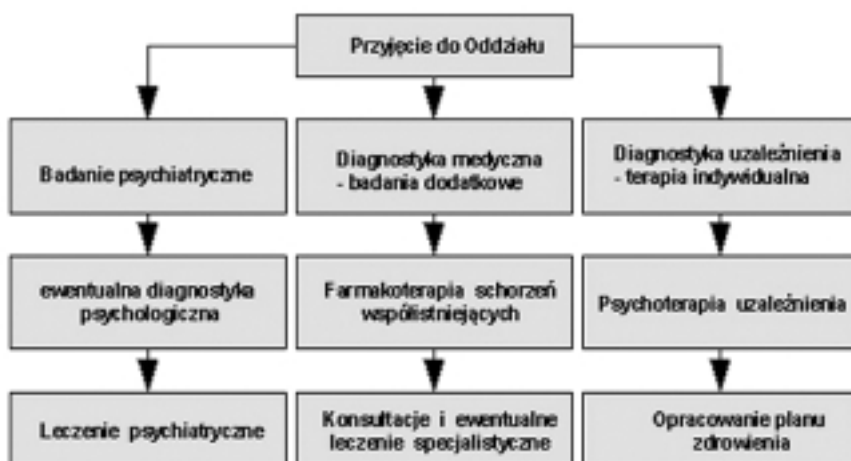 Przyjęcie do Oddziału
Badanie psychiatryczne
Diagnostyka medyczna
- badania dodatkowe
Diagnostyka uzależnienia
- terapia indywidualna
ewentualna diagnostyka
psychologiczna
Farmakoterapia schorzeń
współistniejących
Psychoterapia uzależnienia
Leczenie psychiatryczne
Konsultacje i ewentualne
leczenie specjalistyczne
Opracowanie planu
zdrowienia